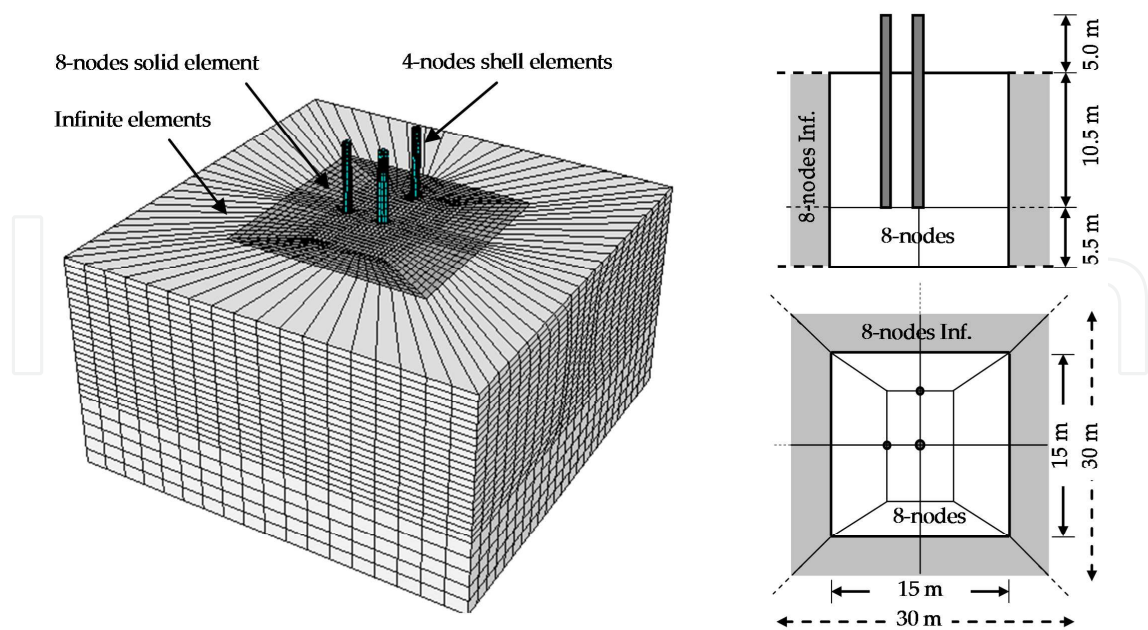 8-nodes solid element
4-nodes shell elements
Infinite elements
5.0 m
8-nodes Inf.
10.5 m
8-nodes
5.5 m
8-nodes Inf.
15 m
30 m
8-nodes
15 m
30 m